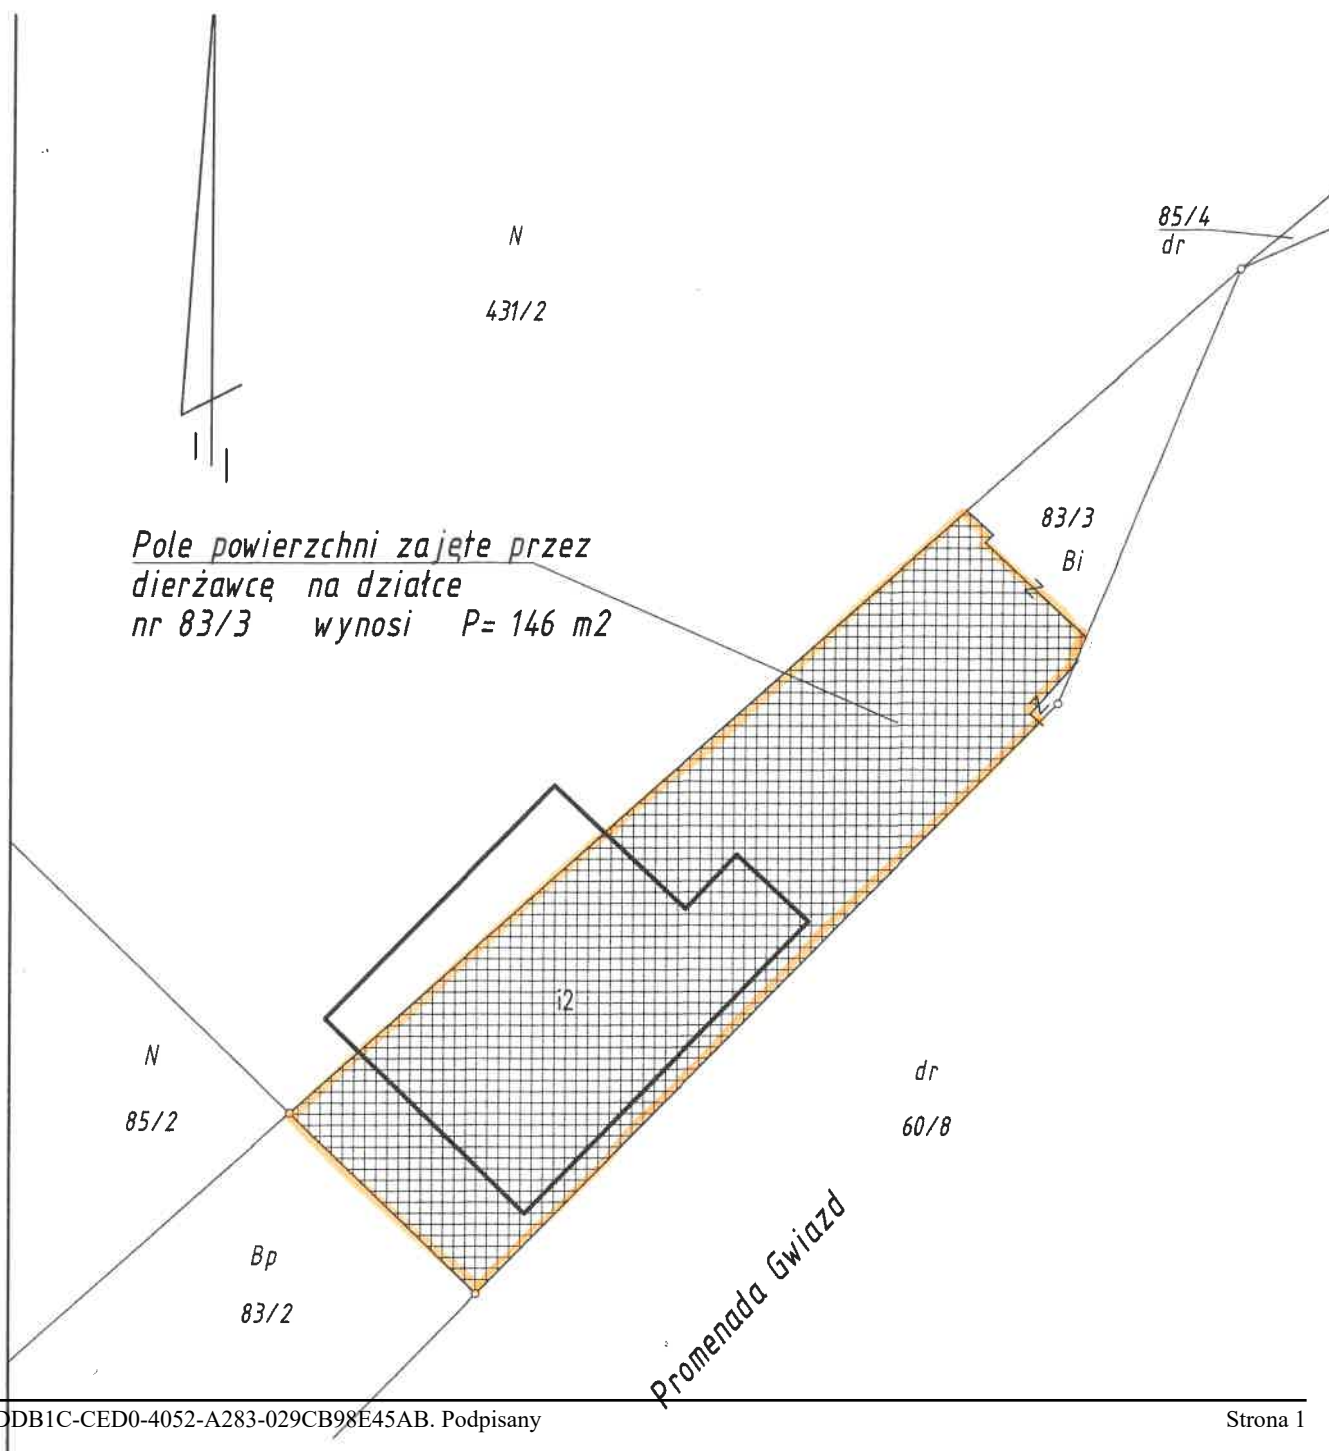 85/4
dr
N
431/2
83/3
Bi
Pole powierzchni zajęte przez
dierżawcę na działce
nr 83/3 wynosi P= 146 m2
Z
Z
i2
N
85/2
dr
60/8
Bp
83/2
Promenada Gwiazd
DDB1C-CED0-4052-A283-029CB98E45AB. Podpisany
Strona 1